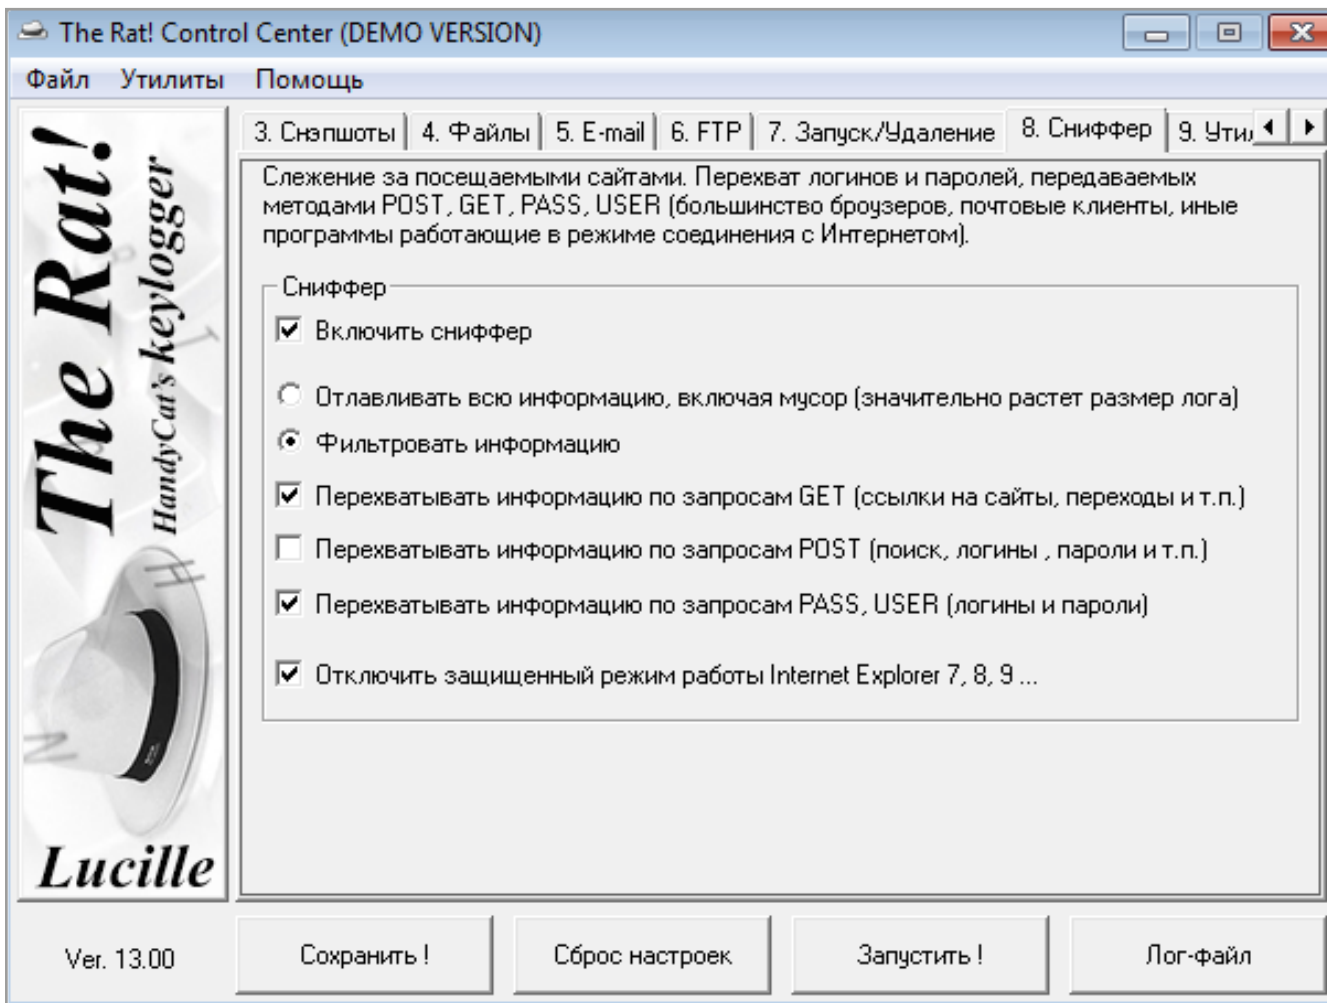 The Rat! Control Center (DEMO VERSION)
Файл Утилиты Помощь
3. Снэпшоты 4. Файлы 5. E-mail 6. FTP 7. Запуск/Удаление 8. Сниффер 9. Ути
The Rat!
HandyCat's keylogger
Lucille
Слежение за посещаемыми сайтами. Перехват логинов и паролей, передаваемых
методами POST, GET, PASS, USER (большинство броузеров, почтовые клиенты, иные
программы работающие в режиме соединения с Интернетом).
Сниффер
Включить сниффер
Отлавливать всю информацию, включая мусор (значительно растет размер лога)
Фильтровать информацию
Перехватывать информацию по запросам GET (ссылки на сайты, переходы и т.п.)
Перехватывать информацию по запросам POST (поиск, логины , пароли и т.п.)
Перехватывать информацию по запросам PASS, USER (логины и пароли)
Отключить защищенный режим работы Internet Explorer 7, 8, 9 ...
Ver. 13.00
Сохранить ! Сброс настроек Запустить ! Лог-файл